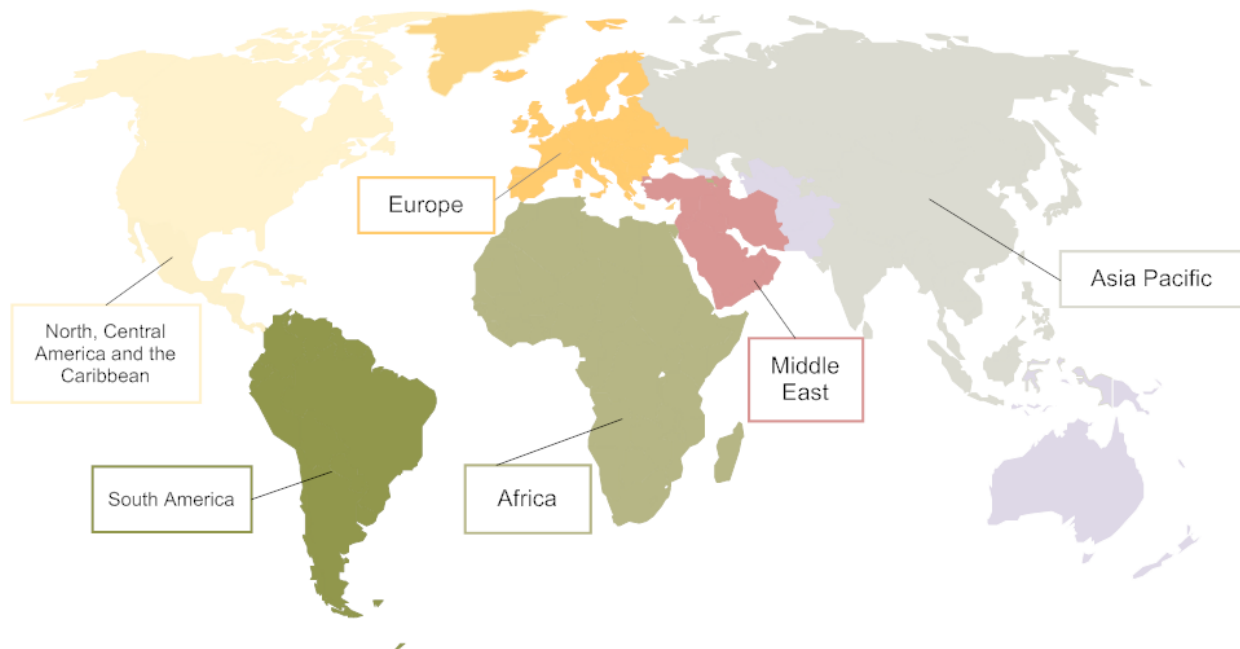 Europe
Asia Pacific
North, Central
America and the
Caribbean
Middle
East
South America
Africa